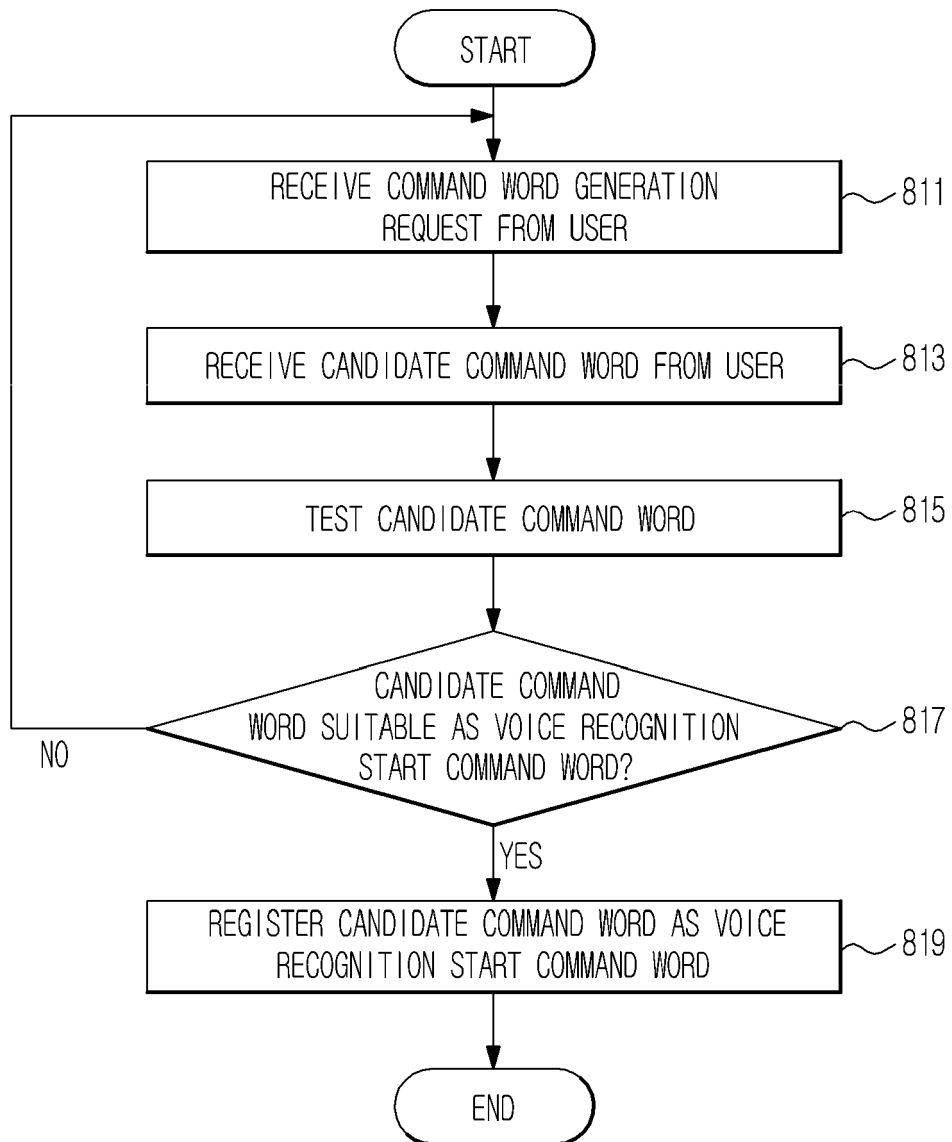 START
RECEIVE COMMAND WORD GENERATION
REQUEST FROM USER
811
RECEIVE CANDIDATE COMMAND WORD FROM USER
813
TEST CANDIDATE COMMAND WORD
815
CANDIDATE COMMAND
WORD SUITABLE AS VOICE RECOGNITION
START COMMAND WORD?
817
NO
YES
REGISTER CANDIDATE COMMAND WORD AS VOICE
RECOGNITION START COMMAND WORD
819
END